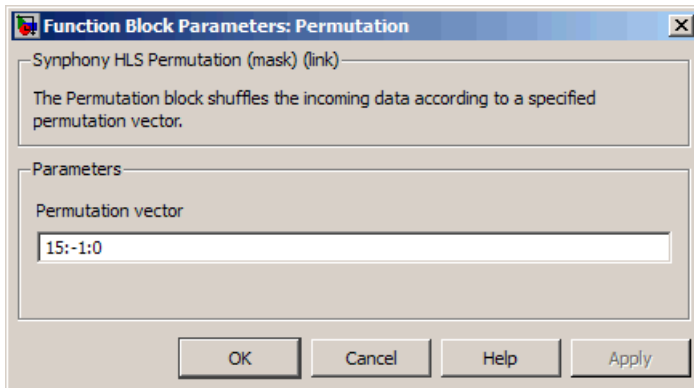 Function Block Parameters: Permutation
Synphony HLS Permutation (mask) (link)
The Permutation block shuffles the incoming data according to a specified
permutation vector.
Parameters
Permutation vector
15:-1:0
OK Cancel Help Apply